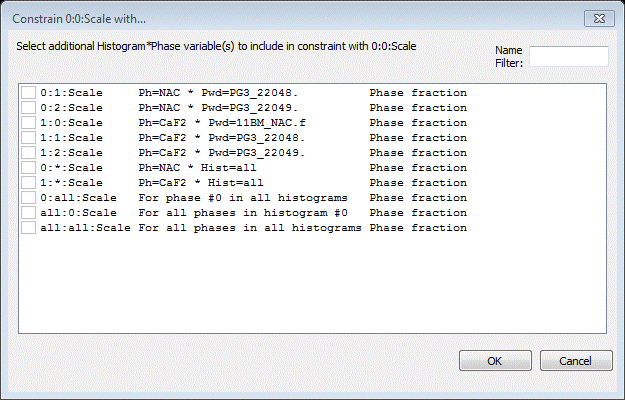 Constrain 0:0:Scale with...
Select additional Histogram*Phase variable(s) to include in constraint with 0:0:Scale
Name
Filter:
0:1:Scale Ph=NAC * Pwd=PG3_22048. Phase fraction
0:2:Scale Ph=NAC * Pwd=PG3_22049. Phase fraction
1:0:Scale Ph=CaF2 * Pwd=11BM_NAC.f Phase fraction
1:1:Scale Ph=CaF2 * Pwd=PG3_22048. Phase fraction
1:2:Scale Ph=CaF2 * Pwd=PG3_22049. Phase fraction
0:*:Scale Ph=NAC * Hist=all Phase fraction
1:*:Scale Ph=CaF2 * Hist=all Phase fraction
0:all:Scale For phase #0 in all histograms Phase fraction
all:0:Scale For all phases in histogram #0 Phase fraction
all:all:Scale For all phases in all histograms Phase fraction
OK Cancel